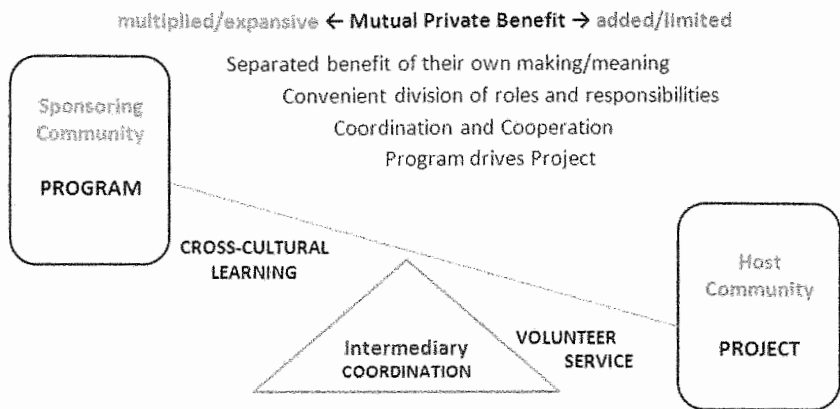 multiplied/expansive ← Mutual Private Benefit → added/limited
Separated benefit of their own making/meaning
Convenient division of roles and responsibilities
Coordination and Cooperation
Program drives Project
Sponsoring
Community
PROGRAM
CROSS-CULTURAL
LEARNING
Intermediary
COORDINATION
VOLUNTEER
SERVICE
Host
Community
PROJECT